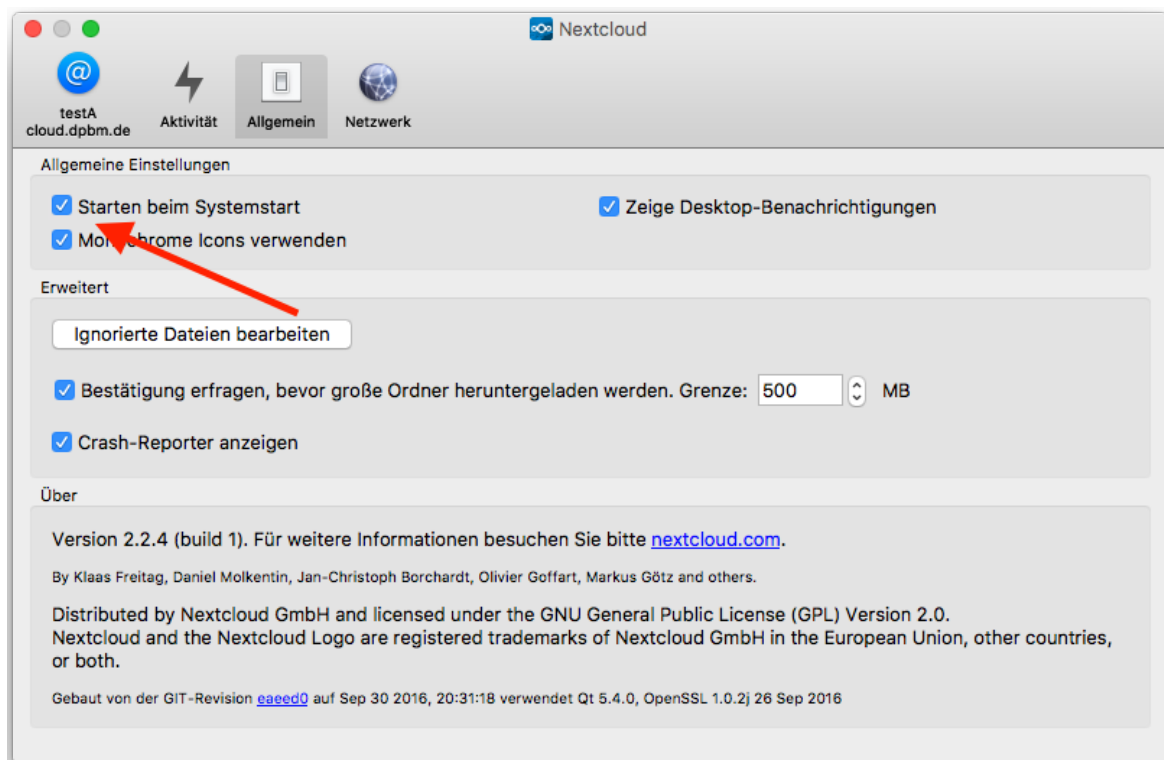 Nextcloud
testA
cloud.dpbm.de
Aktivität
Allgemein
Netzwerk
Allgemeine Einstellungen
Starten beim Systemstart
Zeige Desktop-Benachrichtigungen
Monochrome Icons verwenden
Erweitert
Ignorierte Dateien bearbeiten
Bestätigung erfragen, bevor große Ordner heruntergeladen werden. Grenze: 500 MB
Crash-Reporter anzeigen
Über
Version 2.2.4 (build 1). Für weitere Informationen besuchen Sie bitte nextcloud.com.
By Klaas Freitag, Daniel Molkentin, Jan-Christoph Borchardt, Olivier Goffart, Markus Götz and others.
Distributed by Nextcloud GmbH and licensed under the GNU General Public License (GPL) Version 2.0.
Nextcloud and the Nextcloud Logo are registered trademarks of Nextcloud GmbH in the European Union, other countries,
or both.
Gebaut von der GIT-Revision eaeed0 auf Sep 30 2016, 20:31:18 verwendet Qt 5.4.0, OpenSSL 1.0.2j 26 Sep 2016